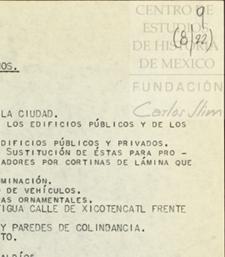 9
(8/92)
CENTRO DE
ESTUDIOS
DE HISTORIA
DE MEXICO
FUNDACIÓN
Carlos Slim
OS.
LA CIUDAD.
LOS EDIFICIOS PÚBLICOS Y DE LOS
DIFICIOS PÚBLICOS Y PRIVADOS.
SUSTITUCIÓN DE ÉSTAS PARA PRO-
ADORES POR CORTINAS DE LÁMINA QUE
MINACIÓN.
DE VEHÍCULOS.
AS ORNAMENTALES.
TIGUA CALLE DE XICOTENCATL FRENTE
Y PAREDES DE COLINDANCIA.
TO.